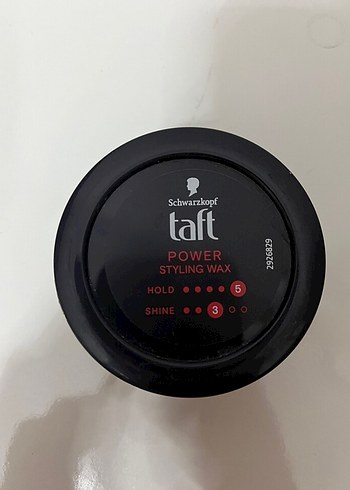 Schwarzkopf
taft
POWER
STYLING WAX
HOLD 5
SHINE 3
2926829